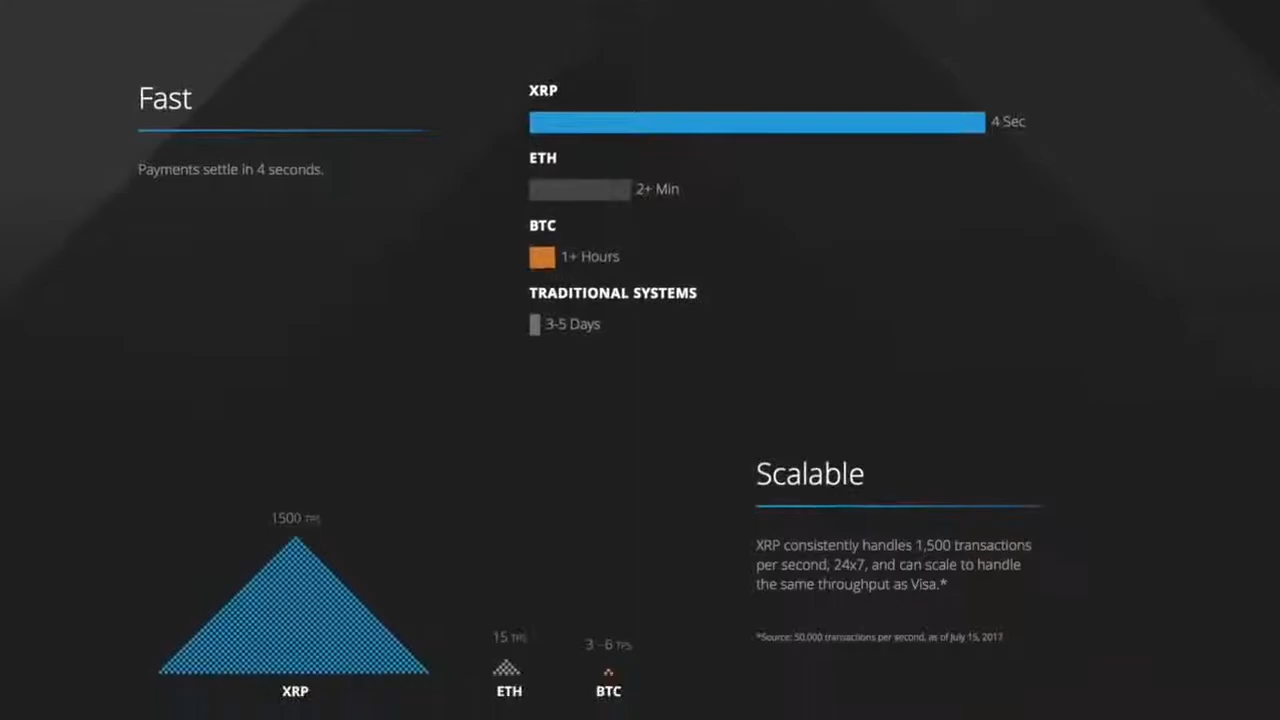 Fast
Payments settle in 4 seconds.
XRP
4 Sec
ETH
2+ Min
BTC
1+ Hours
TRADITIONAL SYSTEMS
3-5 Days
Scalable
XRP consistently handles 1,500 transactions
per second, 24x7, and can scale to handle
the same throughput as Visa.*
*Source: 50,000 transactions per second, as of July 15, 2017
1500 TPS
XRP
15 TPS
ETH
3 -6 TPS
BTC